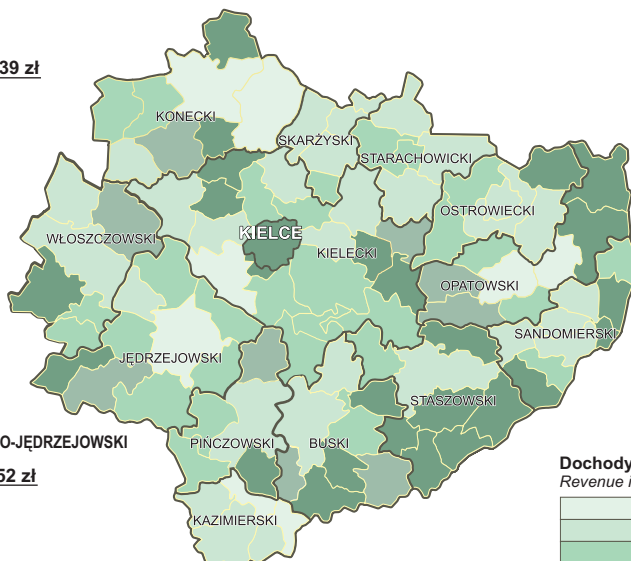 39 zł
KONECKI
SKARŻYSKI
STARACHOWICKI
OSTROWIECKI
KIELCE
WŁOSZCZOWSKI
KIELECKI
OPATOWSKI
SANDOMIERSKI
JĘDRZEJOWSKI
STASZOWSKI
O-JĘDRZEJOWSKI
PIŃCZOWSKI
BUSKI
52 zł
Dochody
Revenue i
KAZIMIERSKI